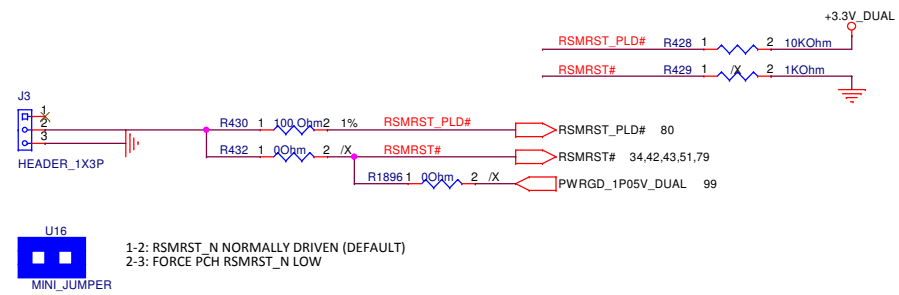 +3.3V_DUAL
RSMRST_PLD# R428 1 2 10KOhm
RSMRST# R429 1 /X 2 1KOhm
J3
1
2
3
HEADER_1X3P
R430 1 100 Ohm 2 1% RSMRST_PLD# RSMRST_PLD# 80
R432 1 0Ohm 2 /X RSMRST# RSMRST# 34,42,43,51,79
R1896 1 0Ohm 2 /X PWRGD_1P05V_DUAL 99
U16
MINI_JUMPER
1-2: RSMRST_N NORMALLY DRIVEN (DEFAULT)
2-3: FORCE PCH RSMRST_N LOW